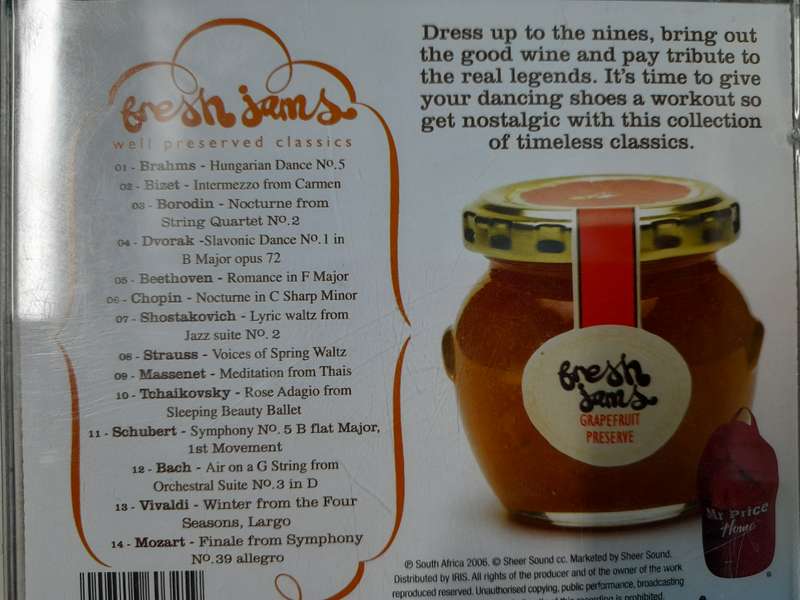 fresh jams
well preserved classics
01 - Brahms - Hungarian Dance No.5
02 - Bizet - Intermezzo from Carmen
03 - Borodin - Nocturne from
String Quartet No.2
04 - Dvorak -Slavonic Dance No.1 in
B Major opus 72
05 - Beethoven - Romance in F Major
06 - Chopin - Nocturne in C Sharp Minor
07 - Shostakovich - Lyric waltz from
Jazz suite No. 2
08 - Strauss - Voices of Spring Waltz
09 - Massenet - Meditation from Thais
10 - Tchaikovsky - Rose Adagio from
Sleeping Beauty Ballet
11 - Schubert - Symphony No. 5 B flat Major,
1st Movement
12 - Bach - Air on a G String from
Orchestral Suite No.3 in D
13 - Vivaldi - Winter from the Four
Seasons, Largo
14 - Mozart - Finale from Symphony
No.39 allegro
Dress up to the nines, bring out
the good wine and pay tribute to
the real legends. It's time to give
your dancing shoes a workout so
get nostalgic with this collection
of timeless classics.
fresh
jams
GRAPEFRUIT
PRESERVE
Mr Price
Home
℗ South Africa 2006. © Sheer Sound cc. Marketed by Sheer Sound.
Distributed by IRIS. All rights of the producer and of the owner of the work
reproduced reserved. Unauthorised copying, public performance, broadcasting
of this recording is prohibited.